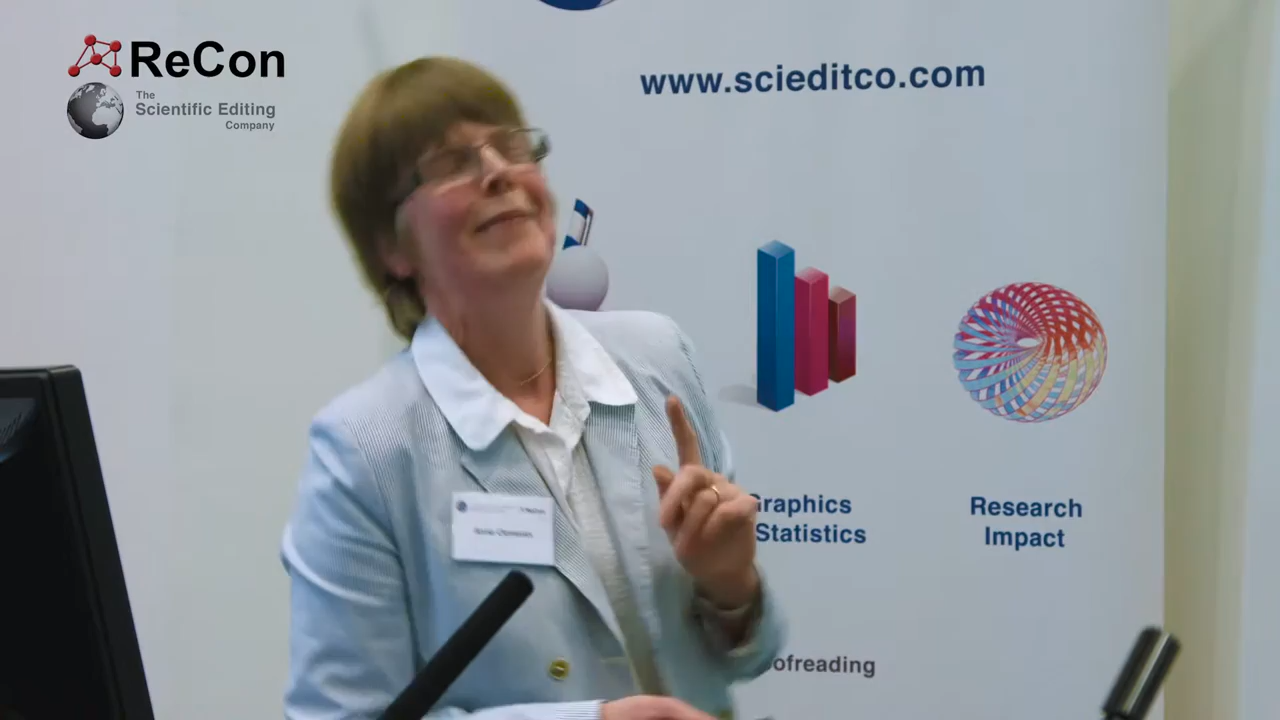 ReCon
The
Scientific Editing
Company
www.scieditco.com
Graphics
Statistics
Research
Impact
ofreading